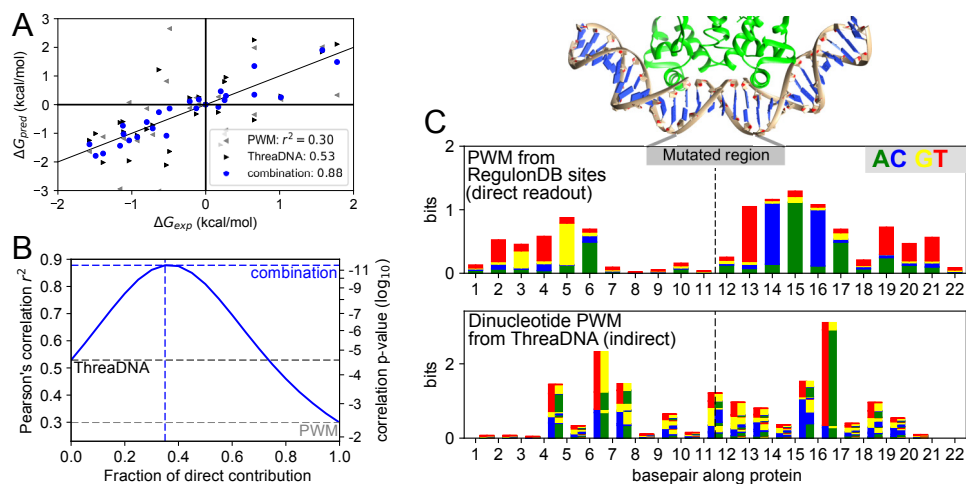 A
3
2
1
0
−1
−2
−3
ΔGpred
(kcal/mol)
PWM: r² = 0.30
ThreaDNA: 0.53
combination: 0.88
−2
−1
0
1
2
ΔGexp (kcal/mol)
B
0.9
0.8
0.7
0.6
0.5
0.4
0.3
Pearson's correlation r²
combination
ThreaDNA
PWM
-11
-9
-7
-6
-5
-4
-3
-2
correlation p-value (log10)
0.0
0.2
0.4
0.6
0.8
1.0
Fraction of direct contribution
C
Mutated region
PWM from
RegulonDB sites
(direct readout)
AC GT
bits
2
1
0
1 2 3 4 5 6 7 8 9 10 11 12 13 14 15 16 17 18 19 20 21 22
Dinucleotide PWM
from ThreaDNA (indirect)
bits
2
0
1 2 3 4 5 6 7 8 9 10 11 12 13 14 15 16 17 18 19 20 21 22
basepair along protein